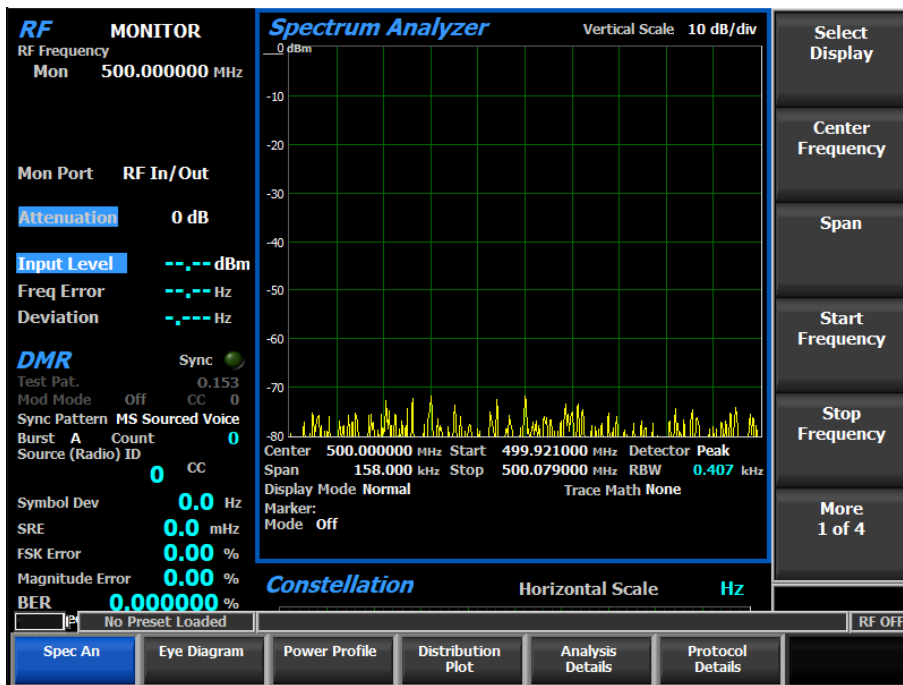 RF MONITOR
RF Frequency
Mon 500.000000 MHz
Mon Port RF In/Out
Attenuation 0 dB
Input Level --.-- dBm
Freq Error --.-- Hz
Deviation -.--- Hz
DMR Sync
Test Pat. 0.153
Mod Mode Off CC 0
Sync Pattern MS Sourced Voice
Burst A Count 0
Source (Radio) ID
0 CC
Symbol Dev 0.0 Hz
SRE 0.0 mHz
FSK Error 0.00 %
Magnitude Error 0.00 %
BER 0.000000 %
Spectrum Analyzer Vertical Scale 10 dB/div
0 dBm
-10
-20
-30
-40
-50
-60
-70
-80
Center 500.000000 MHz Start 499.921000 MHz Detector Peak
Span 158.000 kHz Stop 500.079000 MHz RBW 0.407 kHz
Display Mode Normal Trace Math None
Marker:
Mode Off
Constellation Horizontal Scale Hz
Select
Display
Center
Frequency
Span
Start
Frequency
Stop
Frequency
More
1 of 4
No Preset Loaded RF OFF
Spec An Eye Diagram Power Profile Distribution
Plot Analysis
Details Protocol
Details